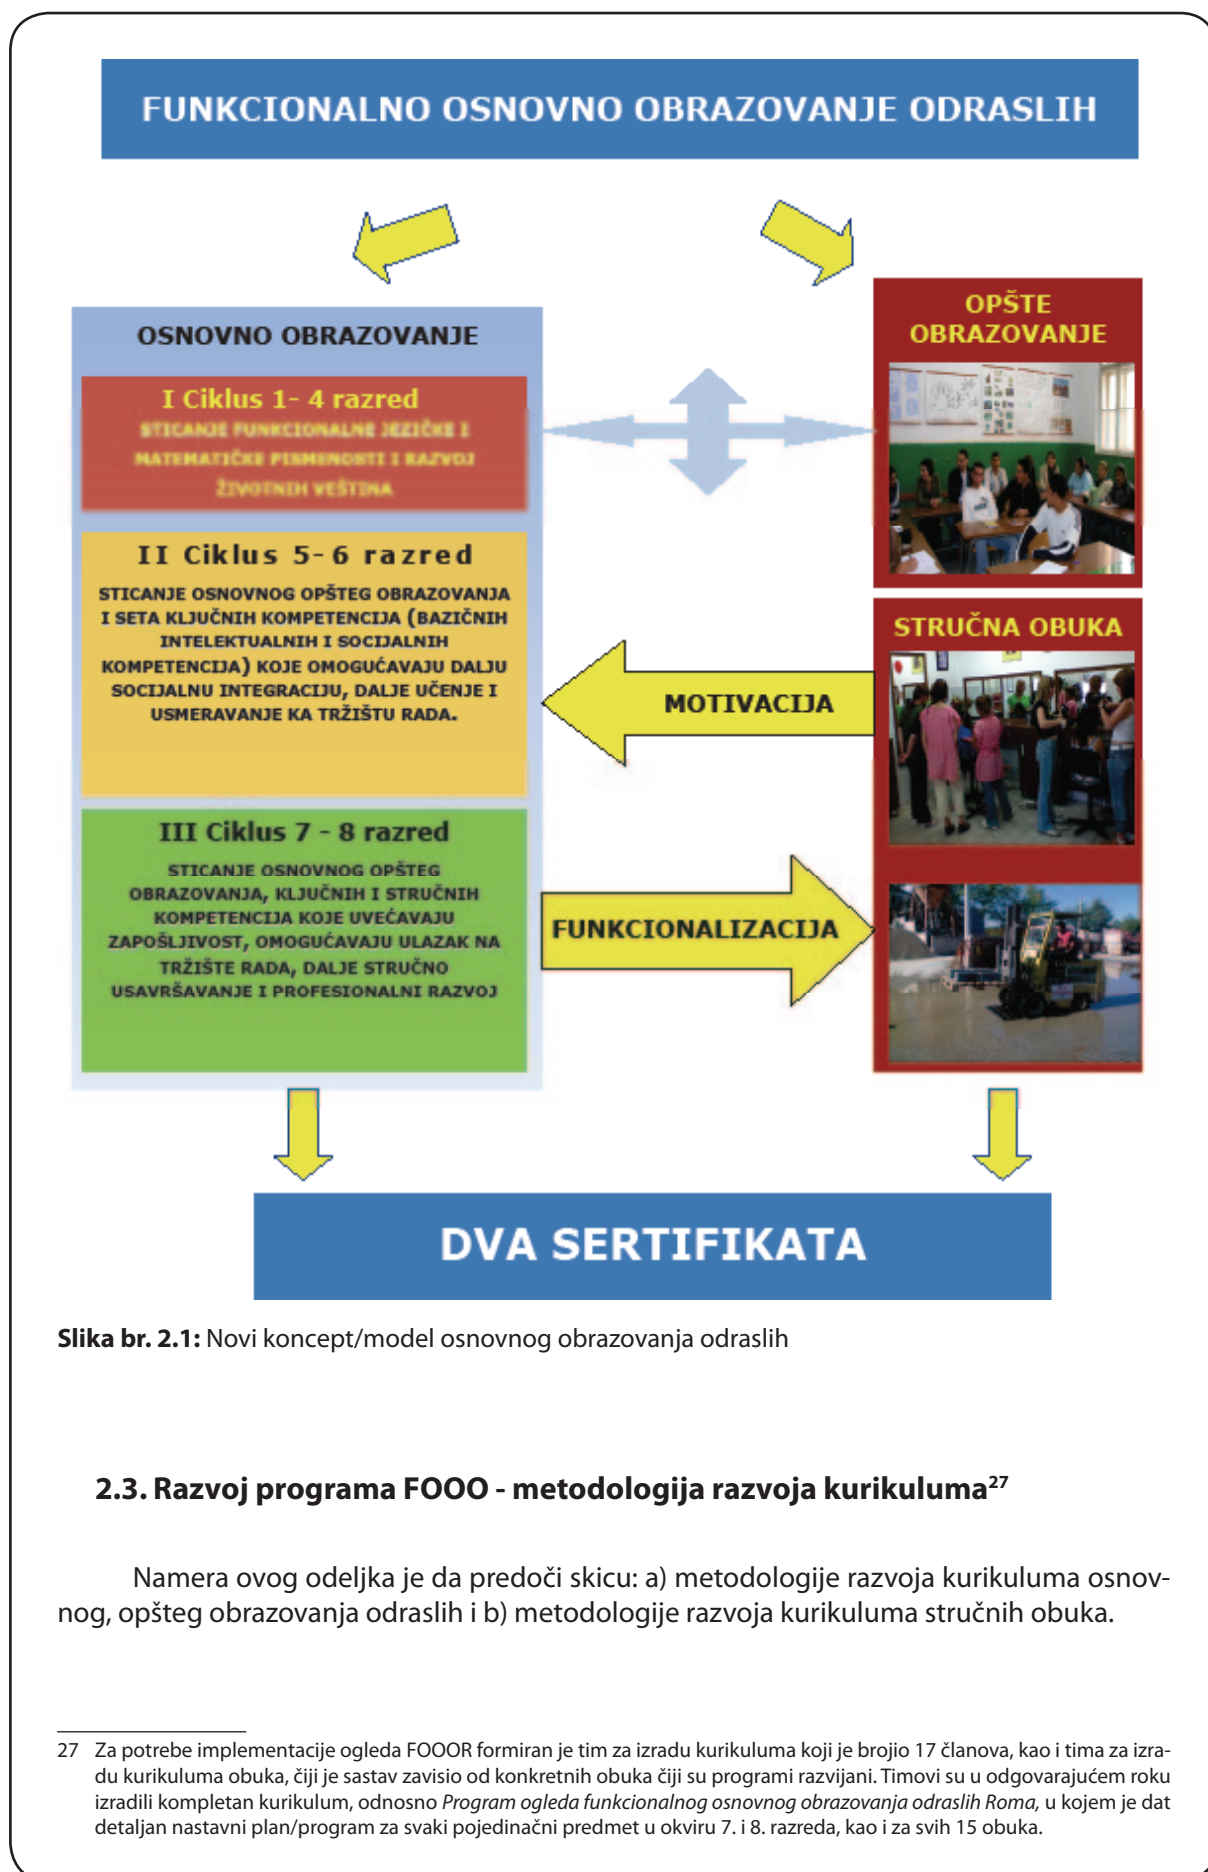 FUNKCIONALNO OSNOVNO OBRAZOVANJE ODRASLIH
OSNOVNO OBRAZOVANJE
I Ciklus 1- 4 razred
STICANJE FUNKCIONALNE JEZIČKE I
MATEMATIČKE PISMENOSTI I RAZVOJ
ŽIVOTNIH VEŠTINA
II Ciklus 5- 6 razred
STICANJE OSNOVNOG OPŠTEG OBRAZOVANJA
I SETA KLJUČNIH KOMPETENCIJA (BAZIČNIH
INTELEKTUALNIH I SOCIJALNIH
KOMPETENCIJA) KOJE OMOGUĆAVAJU DALJU
SOCIJALNU INTEGRACIJU, DALJE UČENJE I
USMERAVANJE KA TRŽIŠTU RADA.
III Ciklus 7 - 8 razred
STICANJE OSNOVNOG OPŠTEG
OBRAZOVANJA, KLJUČNIH I STRUČNIH
KOMPETENCIJA KOJE UVEĆAVAJU
ZAPOŠLJIVOST, OMOGUĆAVAJU ULAZAK NA
TRŽIŠTE RADA, DALJE STRUČNO
USAVRŠAVANJE I PROFESIONALNI RAZVOJ
OPŠTE
OBRAZOVANJE
STRUČNA OBUKA
MOTIVACIJA
FUNKCIONALIZACIJA
DVA SERTIFIKATA
Slika br. 2.1: Novi koncept/model osnovnog obrazovanja odraslih
2.3. Razvoj programa FOOO - metodologija razvoja kurikuluma27
Namera ovog odeljka je da predoči skicu: a) metodologije razvoja kurikuluma osnov-
nog, opšteg obrazovanja odraslih i b) metodologije razvoja kurikuluma stručnih obuka.
27 Za potrebe implementacije ogleda FOOOR formiran je tim za izradu kurikuluma koji je brojio 17 članova, kao i tima za izra-
du kurikuluma obuka, čiji je sastav zavisio od konkretnih obuka čiji su programi razvijani. Timovi su u odgovarajućem roku
izradili kompletan kurikulum, odnosno Program ogleda funkcionalnog osnovnog obrazovanja odraslih Roma, u kojem je dat
detaljan nastavni plan/program za svaki pojedinačni predmet u okviru 7. i 8. razreda, kao i za svih 15 obuka.